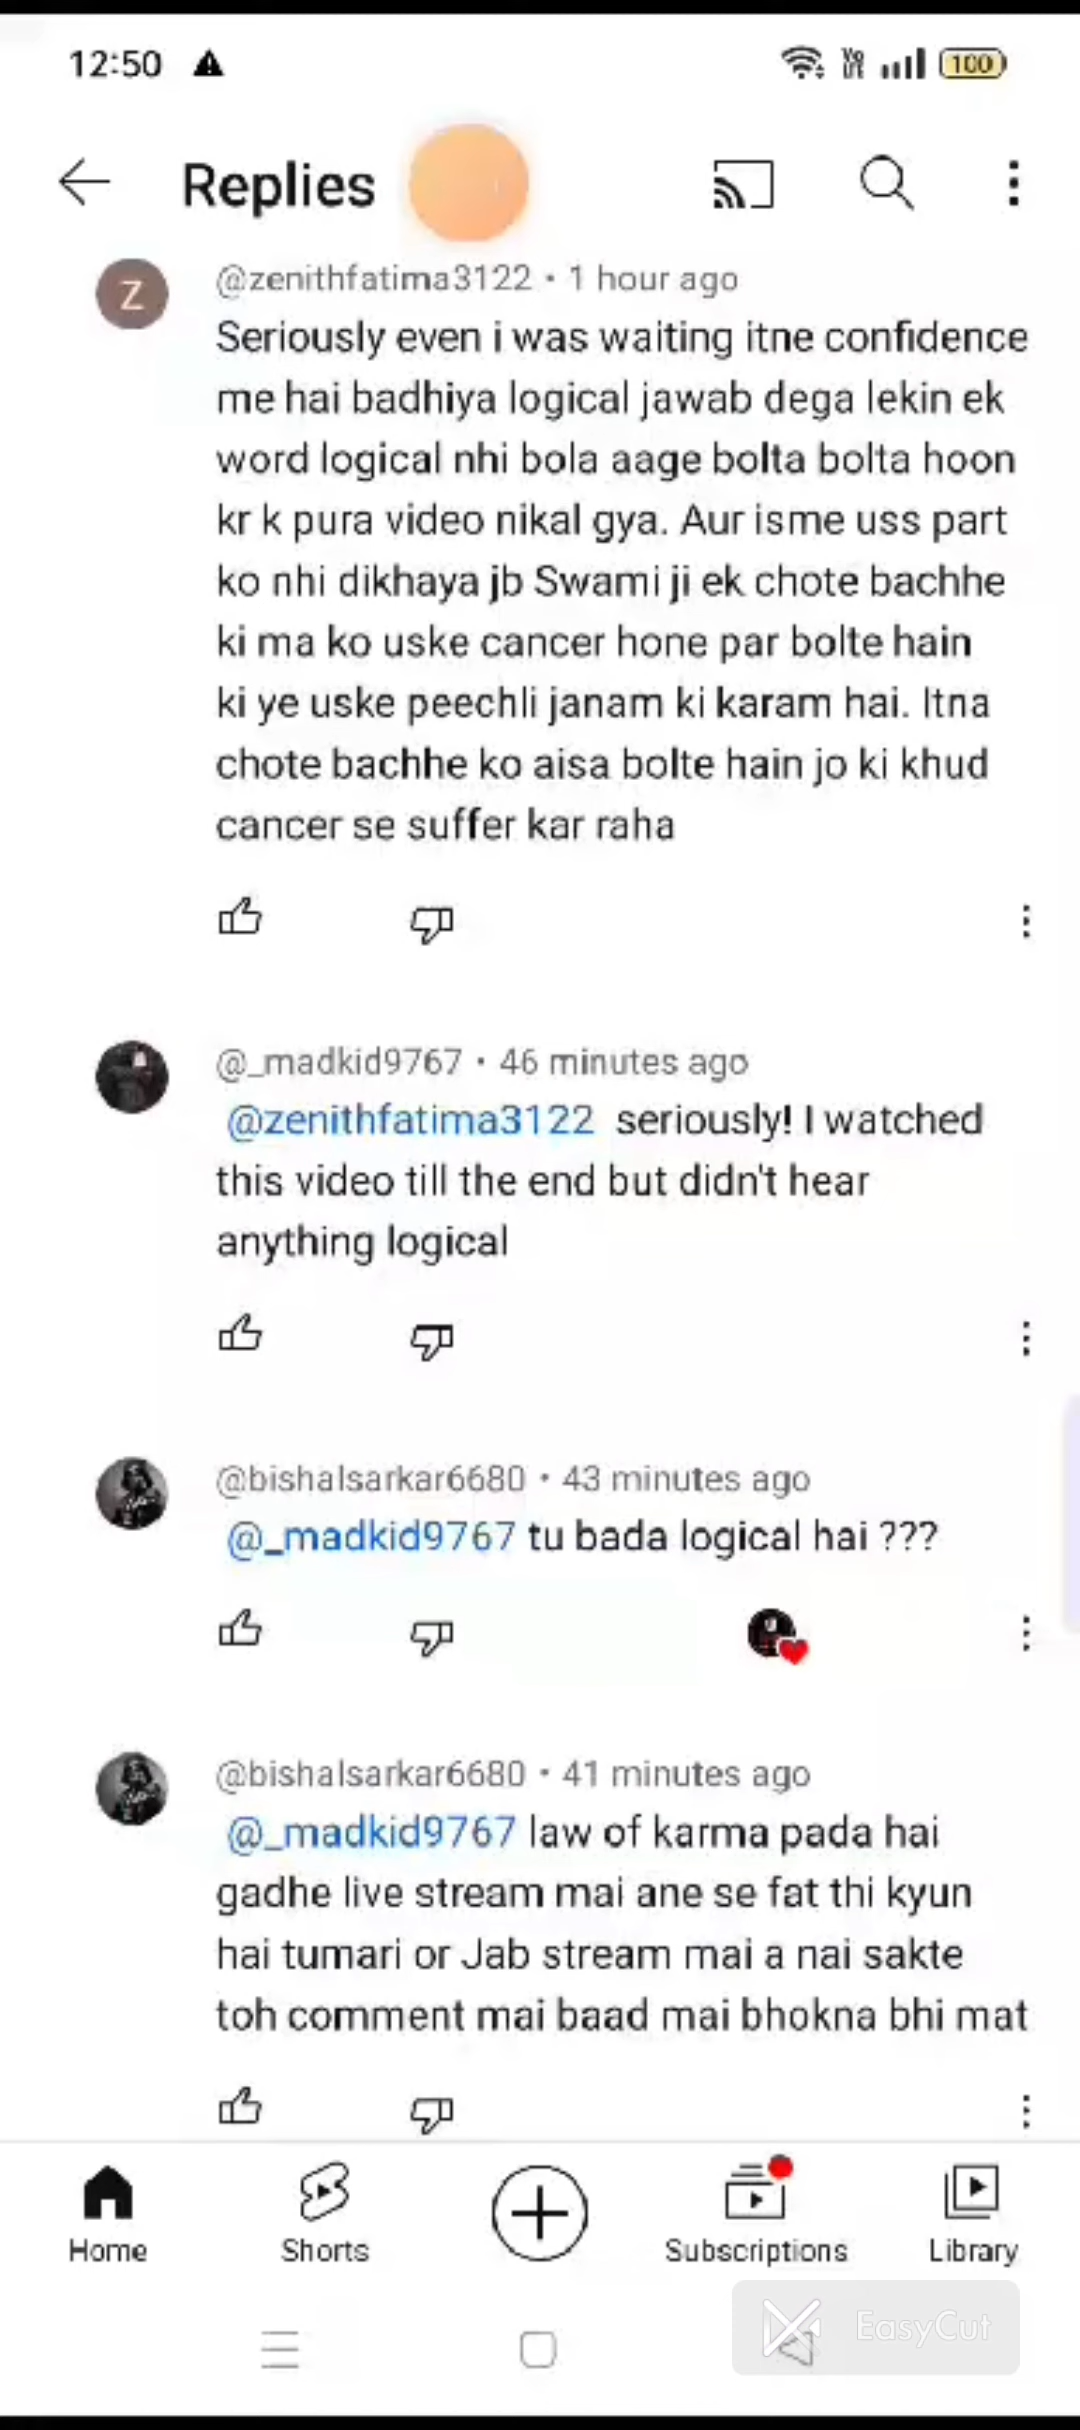 12:50
100
Replies
Z
@zenithfatima3122 • 1 hour ago
Seriously even i was waiting itne confidence
me hai badhiya logical jawab dega lekin ek
word logical nhi bola aage bolta bolta hoon
kr k pura video nikal gya. Aur isme uss part
ko nhi dikhaya jb Swami ji ek chote bachhe
ki ma ko uske cancer hone par bolte hain
ki ye uske peechli janam ki karam hai. Itna
chote bachhe ko aisa bolte hain jo ki khud
cancer se suffer kar raha
@_madkid9767 • 46 minutes ago
@zenithfatima3122 seriously! I watched
this video till the end but didn't hear
anything logical
@bishalsarkar6680 • 43 minutes ago
@_madkid9767 tu bada logical hai ???
@bishalsarkar6680 • 41 minutes ago
@_madkid9767 law of karma pada hai
gadhe live stream mai ane se fat thi kyun
hai tumari or Jab stream mai a nai sakte
toh comment mai baad mai bhokna bhi mat
Home Shorts Subscriptions Library
EasyCut